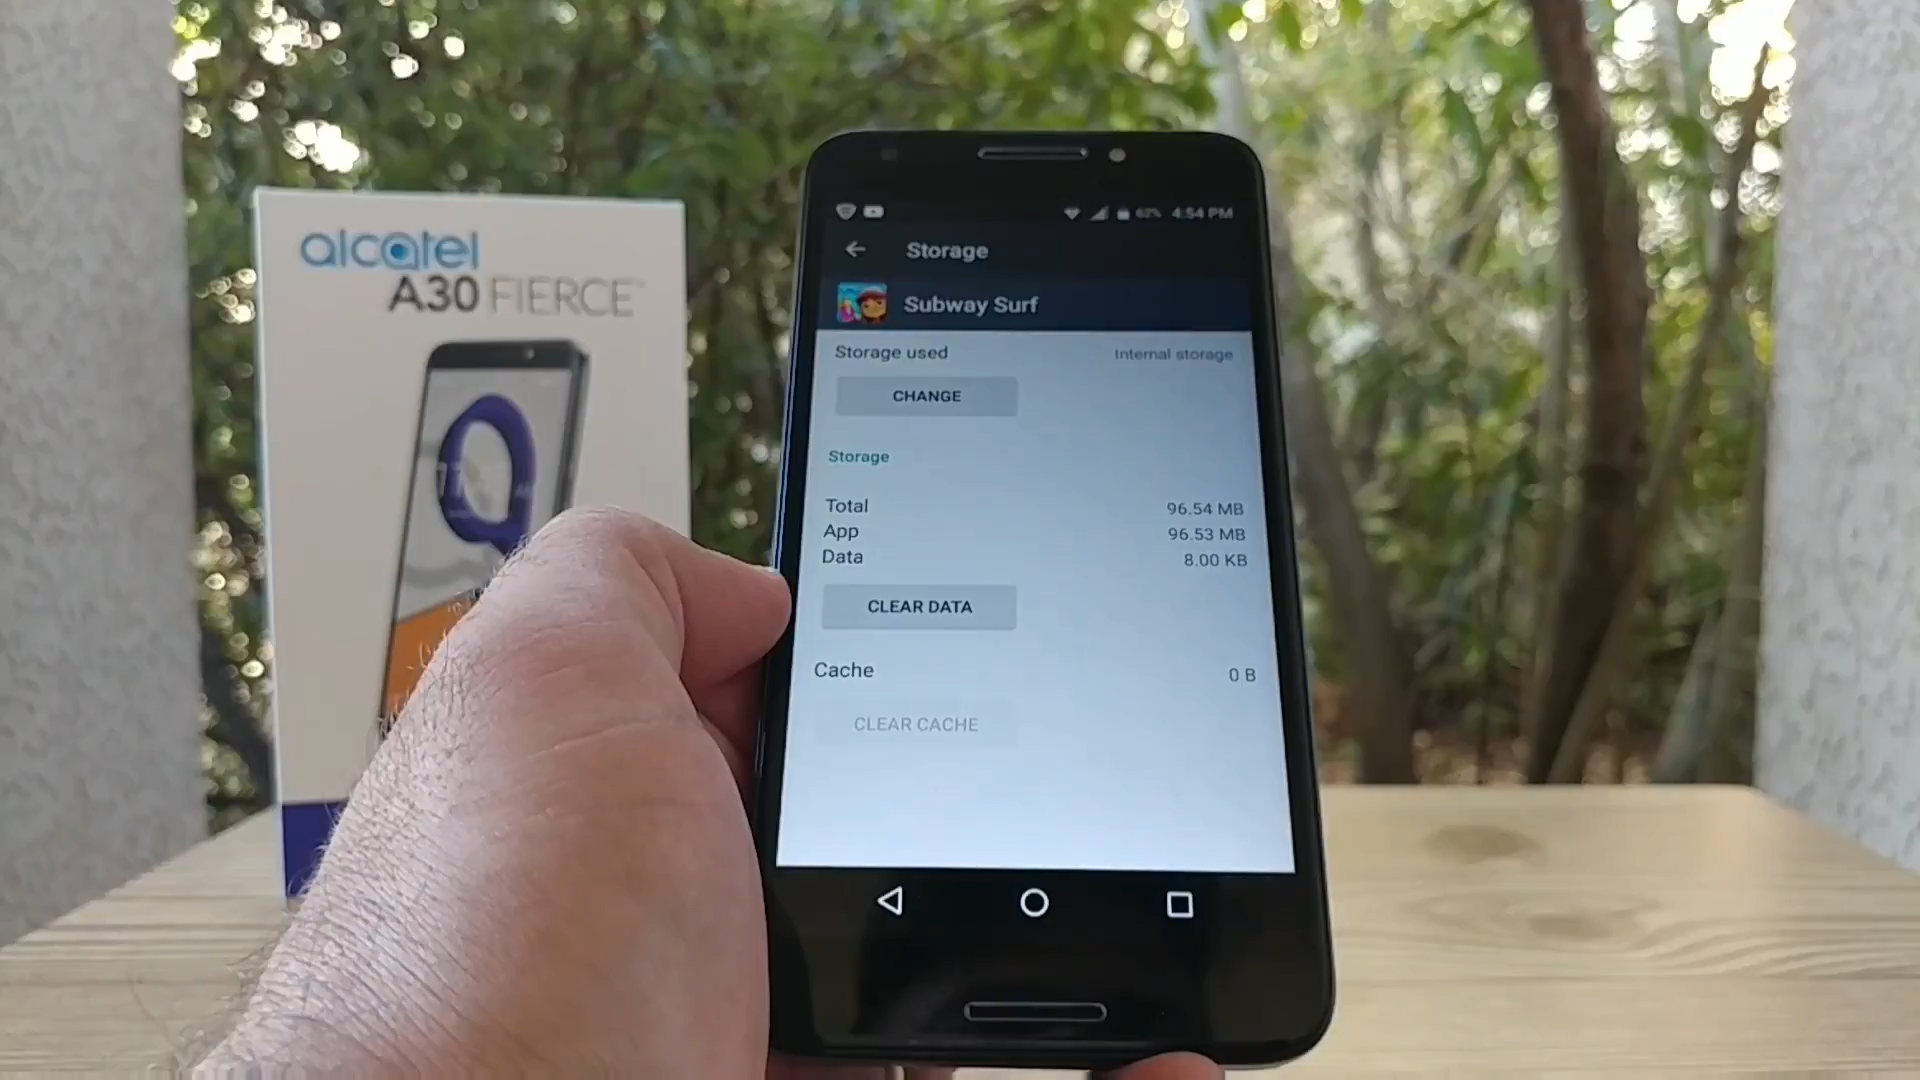 alcatel
A30 FIERCE
62% 4:54 PM
Storage
Subway Surf
Storage used
Internal storage
CHANGE
Storage
Total 96.54 MB
App 96.53 MB
Data 8.00 KB
CLEAR DATA
Cache 0 B
CLEAR CACHE